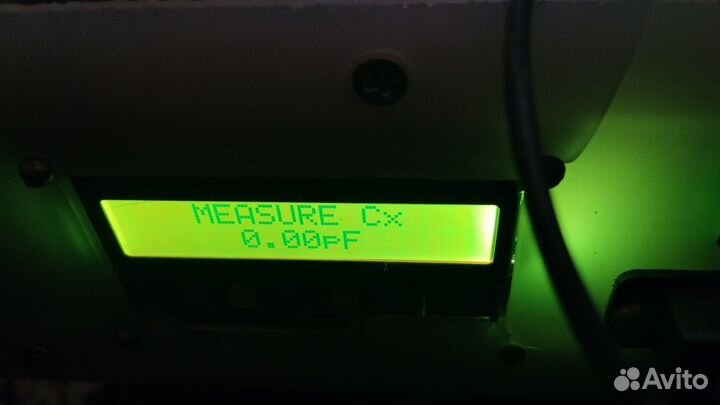 MEASURE Cx
0.00pF
Avito